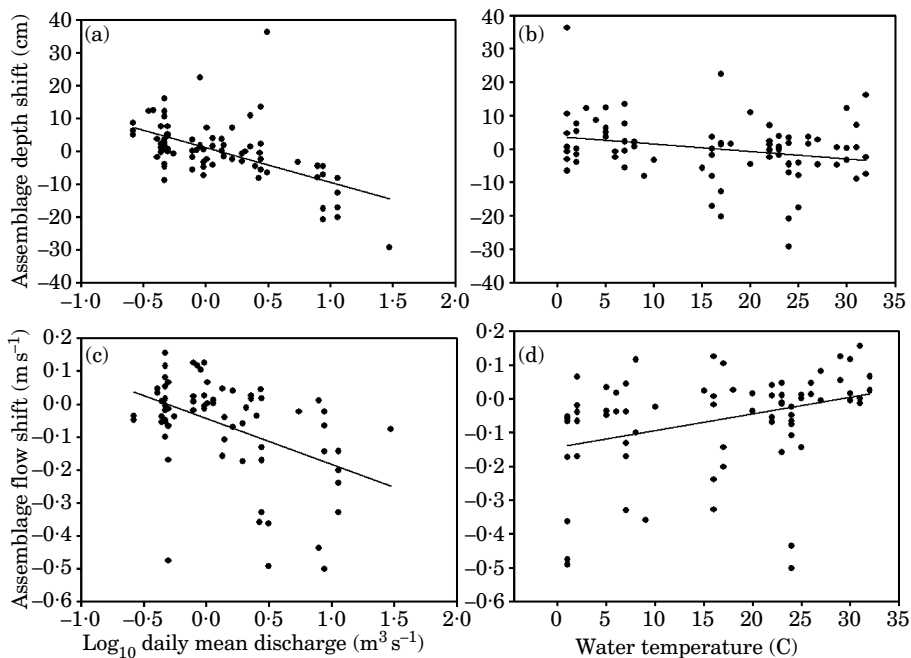 40 (a) 40 (b)
30 30
20 20
10 10
0 0
–10 –10
–20 –20
–30 –30
–40 –40
–1·0 –0·5 0·0 0·5 1·0 1·5 2·0 0 5 10 15 20 25 30 35
Assemblage depth shift (cm)
0·2 (c) 0·2 (d)
0·1 0·1
0·0 0·0
–0·1 –0·1
–0·2 –0·2
–0·3 –0·3
–0·4 –0·4
–0·5 –0·5
–0·6 –0·6
–1·0 –0·5 0·0 0·5 1·0 1·5 2·0 0 5 10 15 20 25 30 35
Assemblage flow shift (m s–1)
Log10 daily mean discharge (m3 s–1) Water temperature (C)